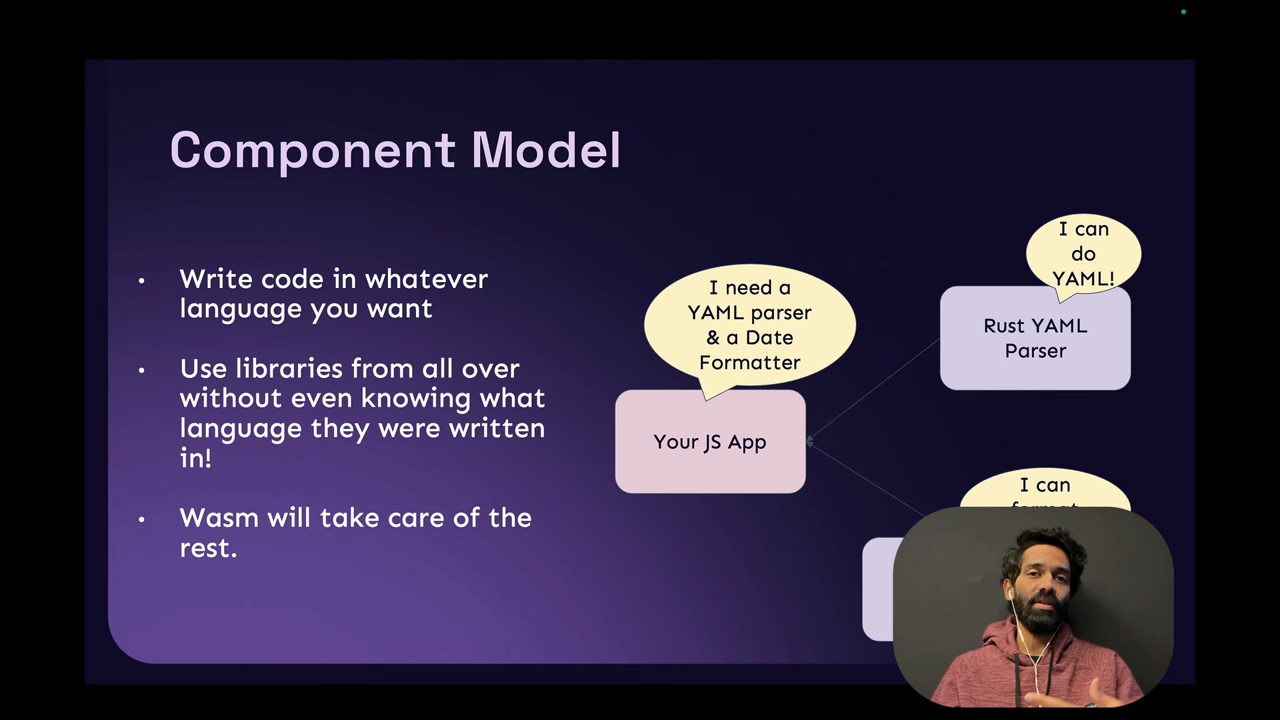 Component Model
• Write code in whatever
language you want
• Use libraries from all over
without even knowing what
language they were written
in!
• Wasm will take care of the
rest.
I need a
YAML parser
& a Date
Formatter
Your JS App
I can
do
YAML!
Rust YAML
Parser
I can
format